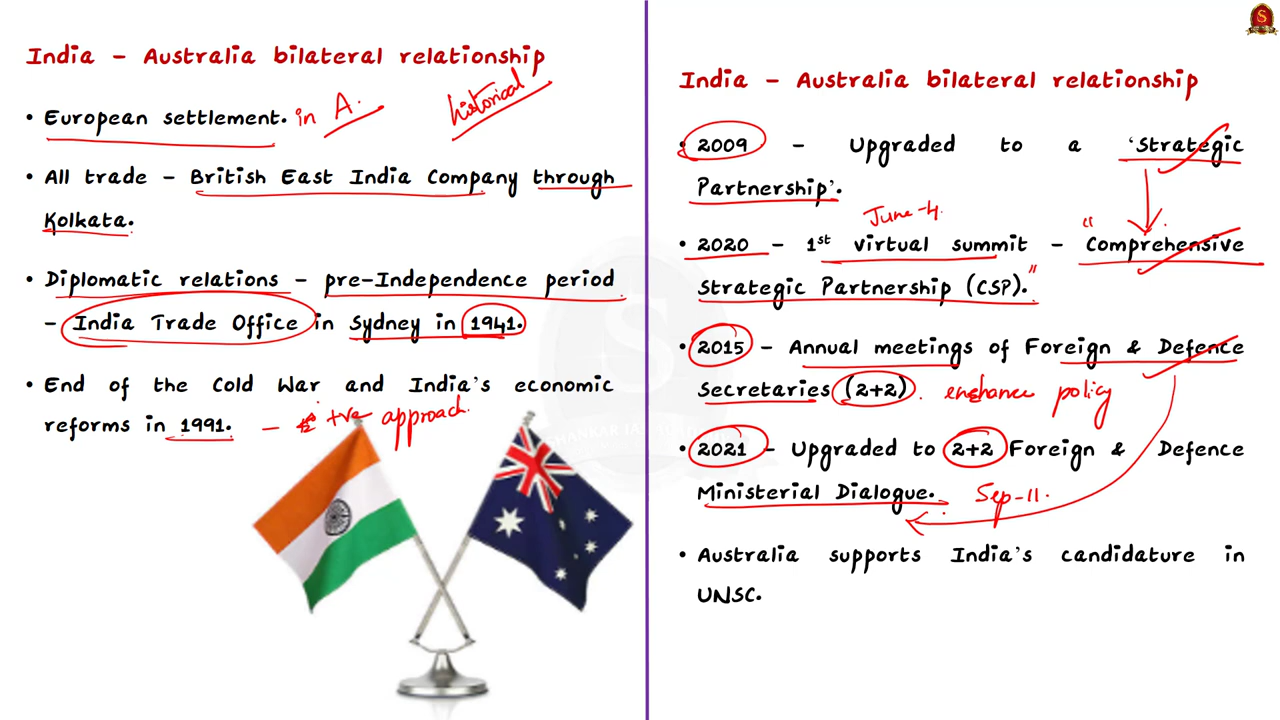 India – Australia bilateral relationship
historical
• European settlement. in A.
• All trade – British East India Company through
Kolkata.
• Diplomatic relations – pre-Independence period
– India Trade Office in Sydney in 1941.
• End of the Cold War and India's economic
reforms in 1991. – +ve approach.
India – Australia bilateral relationship
• 2009 – Upgraded to a 'Strategic
Partnership'.
June-4.
• 2020 – 1st virtual summit – "Comprehensive
strategic Partnership (CSP)."
• 2015 – Annual meetings of Foreign & Defence
Secretaries (2+2). enhance policy
• 2021 – Upgraded to 2+2 Foreign & Defence
Ministerial Dialogue. Sep-11.
• Australia supports India's candidature in
UNSC.
S